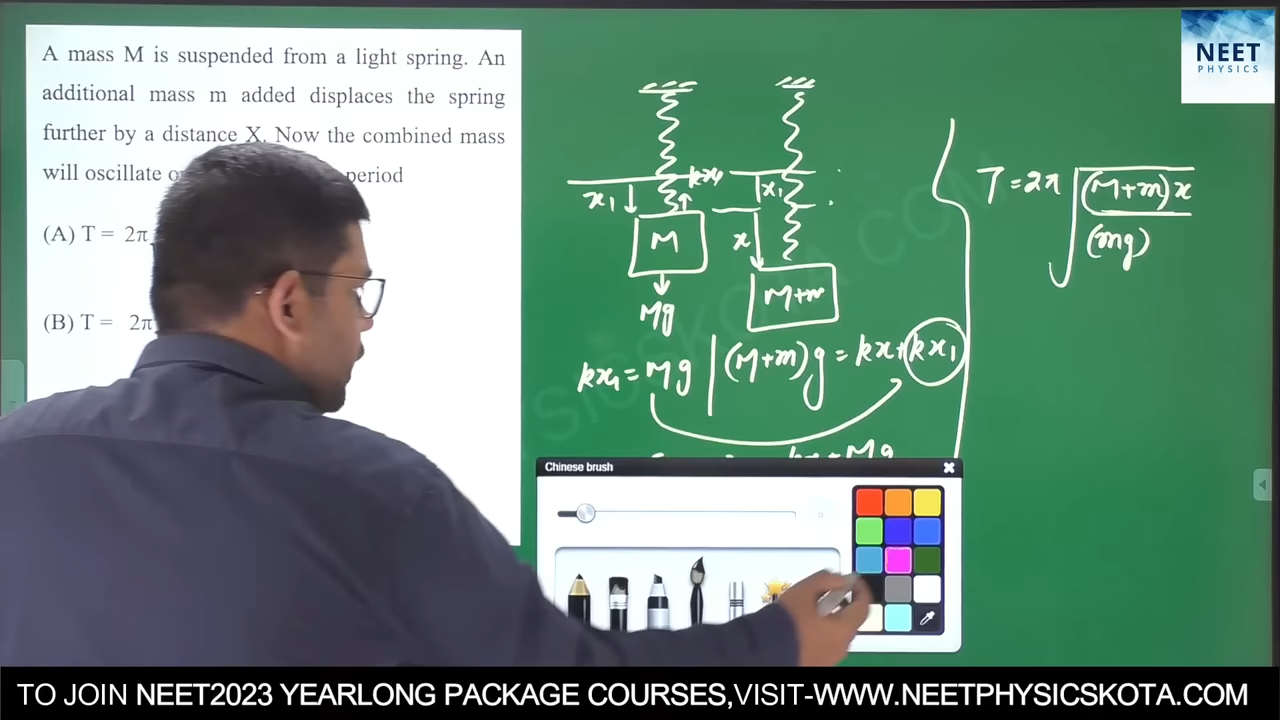 A mass M is suspended from a light spring. An
additional mass m added displaces the spring
further by a distance X. Now the combined mass
will oscillate period
(A) T = 2π
(B) T = 2π
x₁
kx₁
M
Mg
x₁
x
M+m
kx₁ = Mg | (M+m)g = kx + kx₁
kx + Mg
T = 2π √((M+m)x / (mg))
NEET
PHYSICS
Chinese brush
TO JOIN NEET2023 YEARLONG PACKAGE COURSES,VISIT-WWW.NEETPHYSICSKOTA.COM